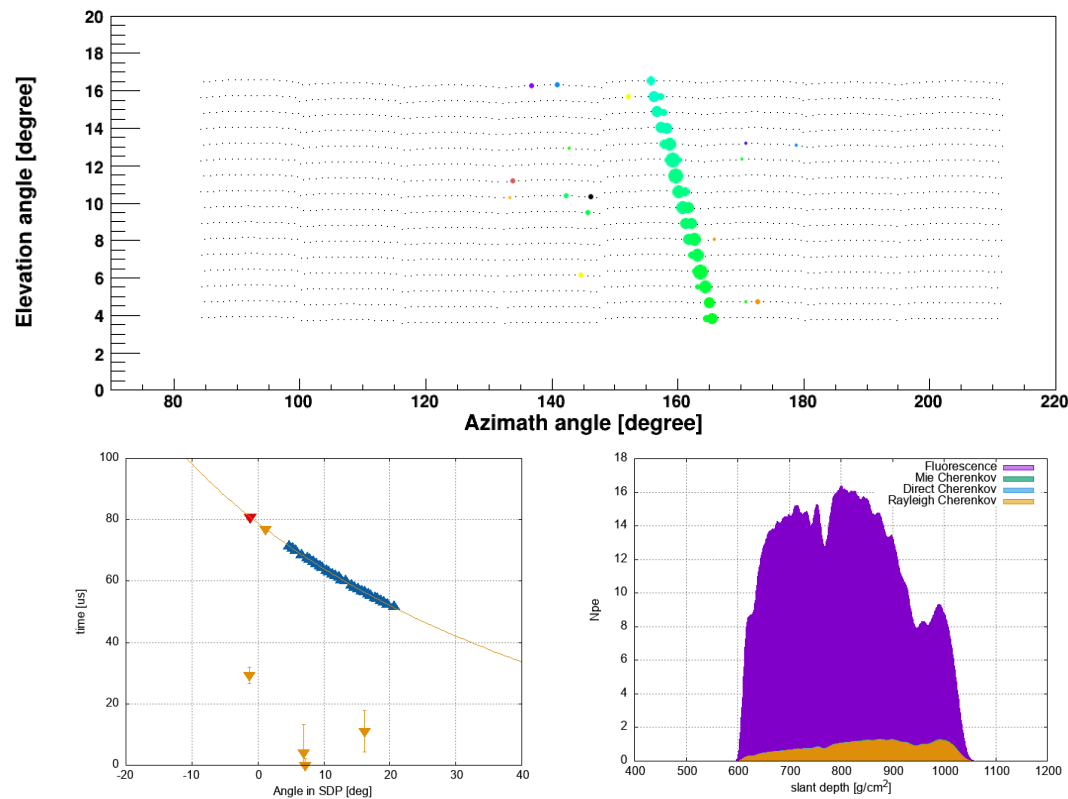 20
18
16
14
12
10
8
6
4
2
0
Elevation angle [degree]
80 100 120 140 160 180 200 220
Azimath angle [degree]
100
80
60
40
20
0
time [us]
-20 -10 0 10 20 30 40
Angle in SDP [deg]
18
16
14
12
10
8
6
4
2
0
Npe
Fluorescence
Mie Cherenkov
Direct Cherenkov
Rayleigh Cherenkov
400 500 600 700 800 900 1000 1100 1200
slant depth [g/cm²]